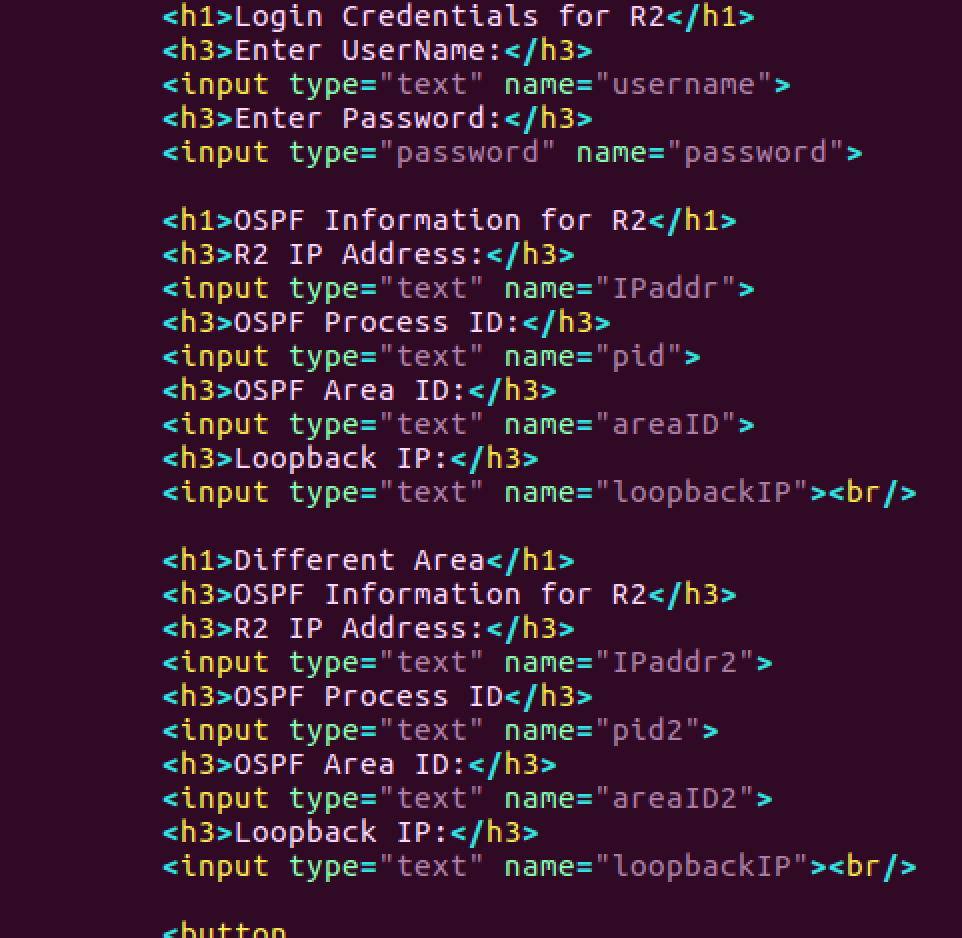 <h1>Login Credentials for R2</h1>
<h3>Enter UserName:</h3>
<input type="text" name="username">
<h3>Enter Password:</h3>
<input type="password" name="password">
<h1>OSPF Information for R2</h1>
<h3>R2 IP Address:</h3>
<input type="text" name="IPaddr">
<h3>OSPF Process ID:</h3>
<input type="text" name="pid">
<h3>OSPF Area ID:</h3>
<input type="text" name="areaID">
<h3>Loopback IP:</h3>
<input type="text" name="loopbackIP"><br/>
<h1>Different Area</h1>
<h3>OSPF Information for R2</h3>
<h3>R2 IP Address:</h3>
<input type="text" name="IPaddr2">
<h3>OSPF Process ID</h3>
<input type="text" name="pid2">
<h3>OSPF Area ID:</h3>
<input type="text" name="areaID2">
<h3>Loopback IP:</h3>
<input type="text" name="loopbackIP"><br/>
<button